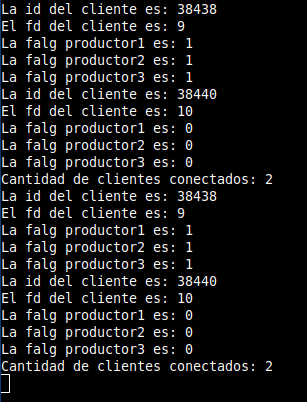 La id del cliente es: 38438
El fd del cliente es: 9
La falg productor1 es: 1
La falg productor2 es: 1
La falg productor3 es: 1
La id del cliente es: 38440
El fd del cliente es: 10
La falg productor1 es: 0
La falg productor2 es: 0
La falg productor3 es: 0
Cantidad de clientes conectados: 2
La id del cliente es: 38438
El fd del cliente es: 9
La falg productor1 es: 1
La falg productor2 es: 1
La falg productor3 es: 1
La id del cliente es: 38440
El fd del cliente es: 10
La falg productor1 es: 0
La falg productor2 es: 0
La falg productor3 es: 0
Cantidad de clientes conectados: 2